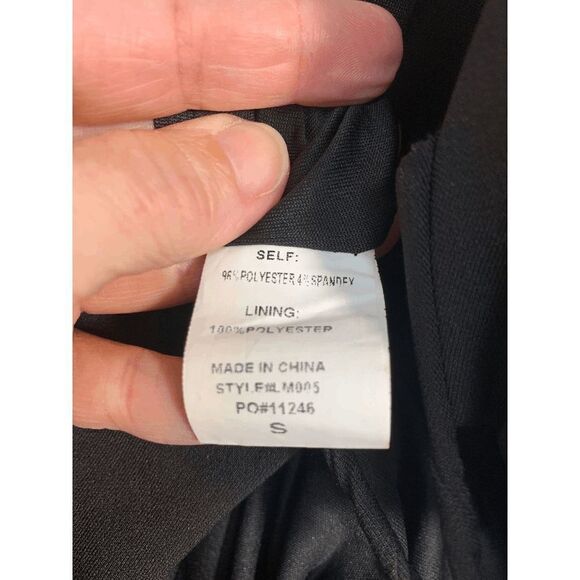 SELF:
96% POLYESTER 4% SPANDEX
LINING:
100% POLYESTER
MADE IN CHINA
STYLE#LM005
PO#11246
S